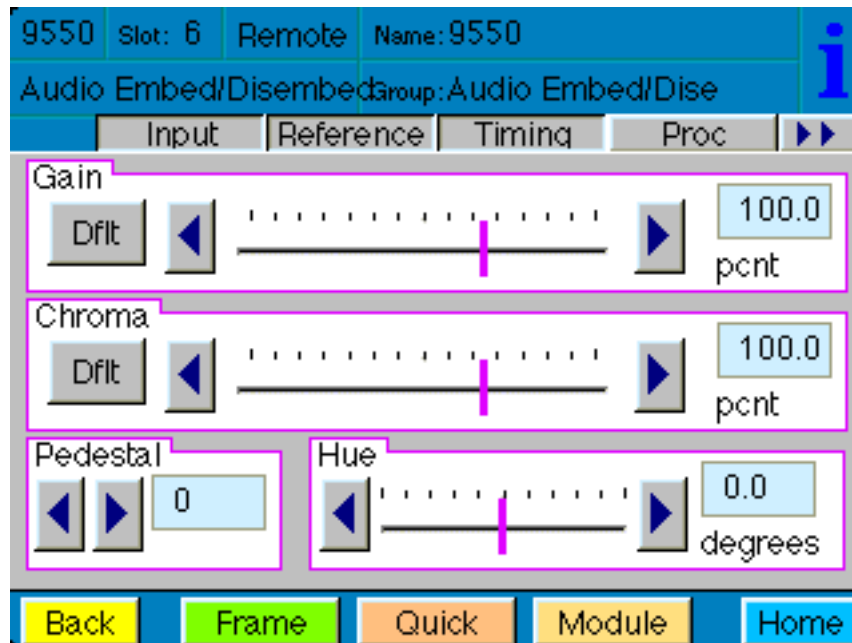 9550 Slot: 6 Remote Name: 9550
Audio Embed/Disembed Group: Audio Embed/Dise
Input Reference Timing Proc
Gain
Dflt 100.0
pcnt
Chroma
Dflt 100.0
pcnt
Pedestal Hue
0 0.0
degrees
Back Frame Quick Module Home